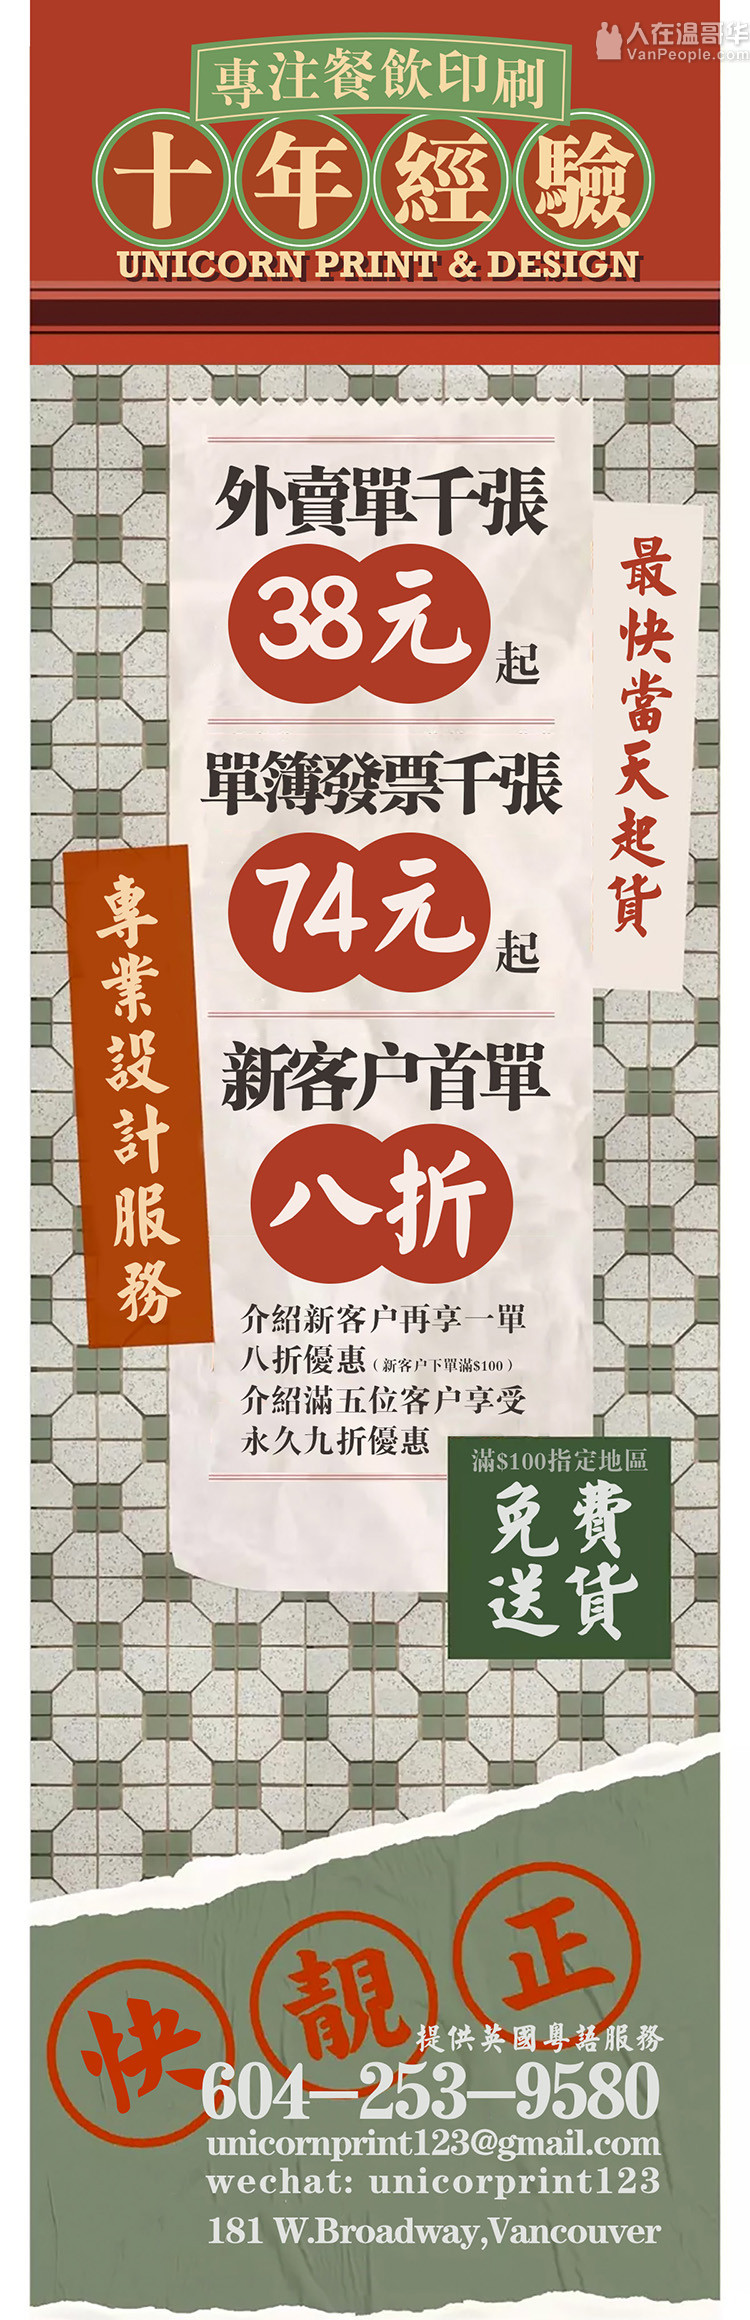 人在温哥华
VanPeople.com
專注餐飲印刷
十年經驗
UNICORN PRINT & DESIGN
外賣單千張
38元
起
最快當天起貨
單簿發票千張
74元
起
專業設計服務
新客户首單
八折
介紹新客户再享一單
八折優惠（新客户下單滿$100）
介紹滿五位客户享受
永久九折優惠
滿$100指定地區
免費
送貨
快靚正
提供英國粵語服務
604-253-9580
unicornprint123@gmail.com
wechat: unicorprint123
181 W.Broadway,Vancouver